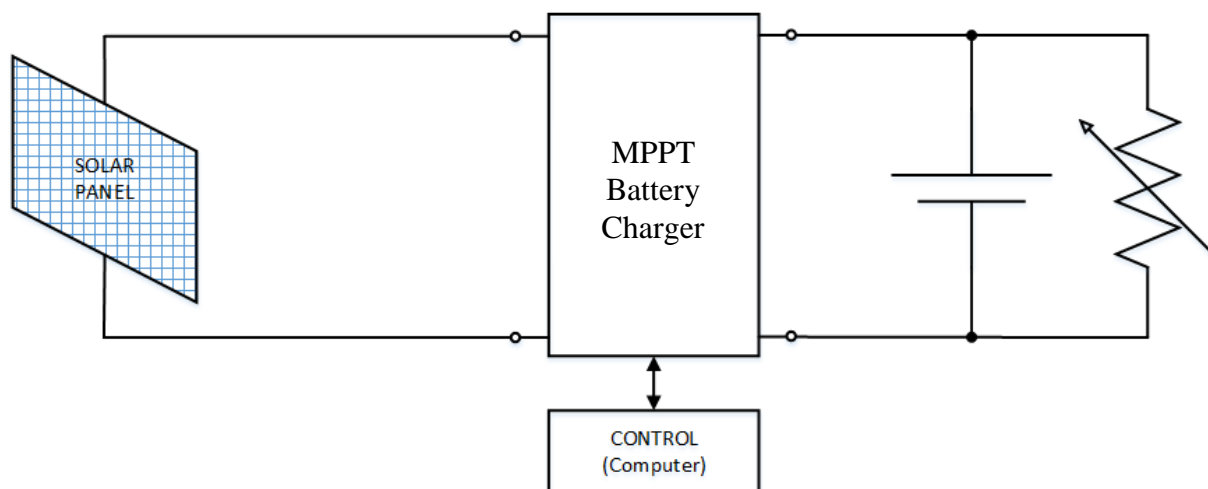 SOLAR
PANEL
MPPT
Battery
Charger
CONTROL
(Computer)